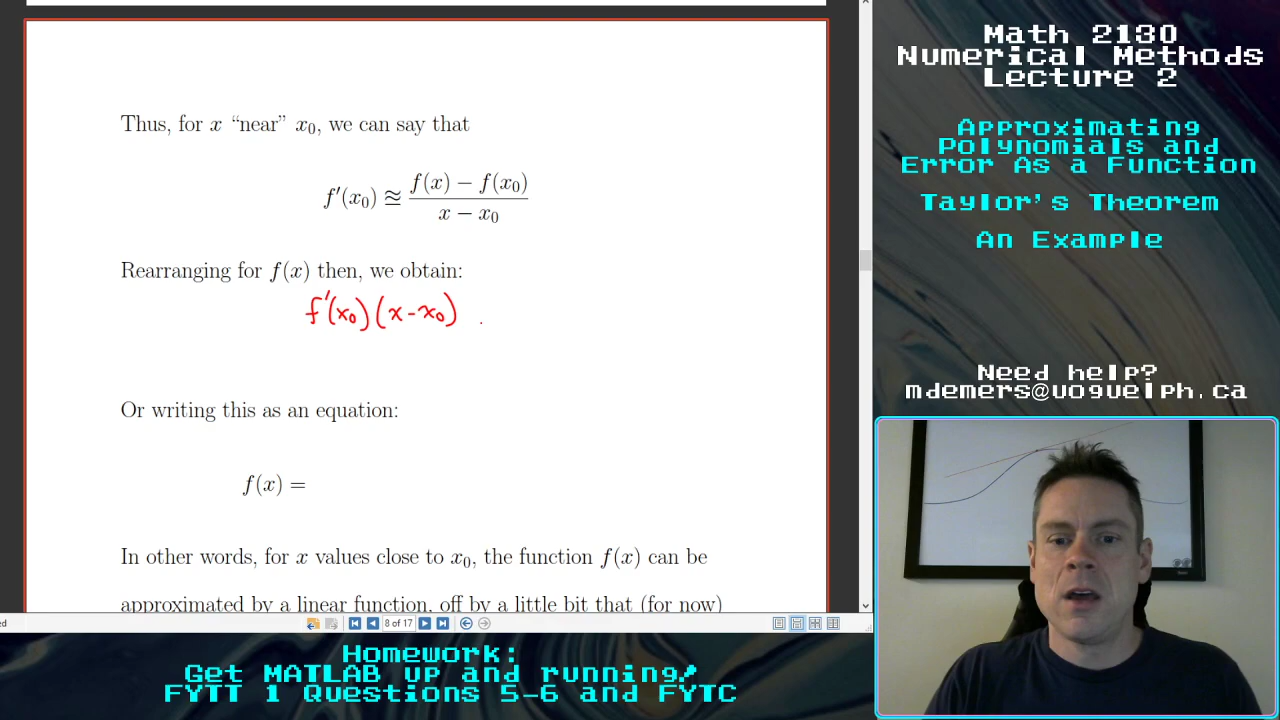 Thus, for x “near” x₀, we can say that
f′(x₀) ≊ (f(x) − f(x₀)) / (x − x₀)
Rearranging for f(x) then, we obtain:
f′(x₀)(x-x₀)
Or writing this as an equation:
f(x) =
In other words, for x values close to x₀, the function f(x) can be
approximated by a linear function, off by a little bit that (for now)
8 of 17
Math 2130
Numerical Methods
Lecture 2
Approximating
Polynomials and
Error As a Function
Taylor's Theorem
An Example
Need help?
mdemers@uoguelph.ca
Homework:
Get MATLAB up and running!
FYTT 1 Questions 5-6 and FYTC